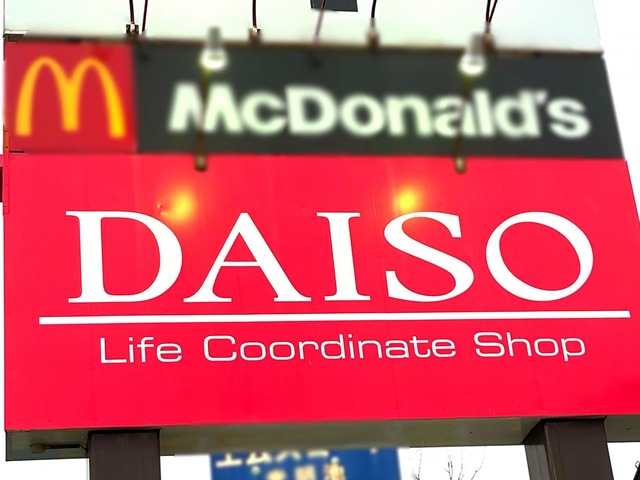 McDonald's
DAISO
Life Coordinate Shop